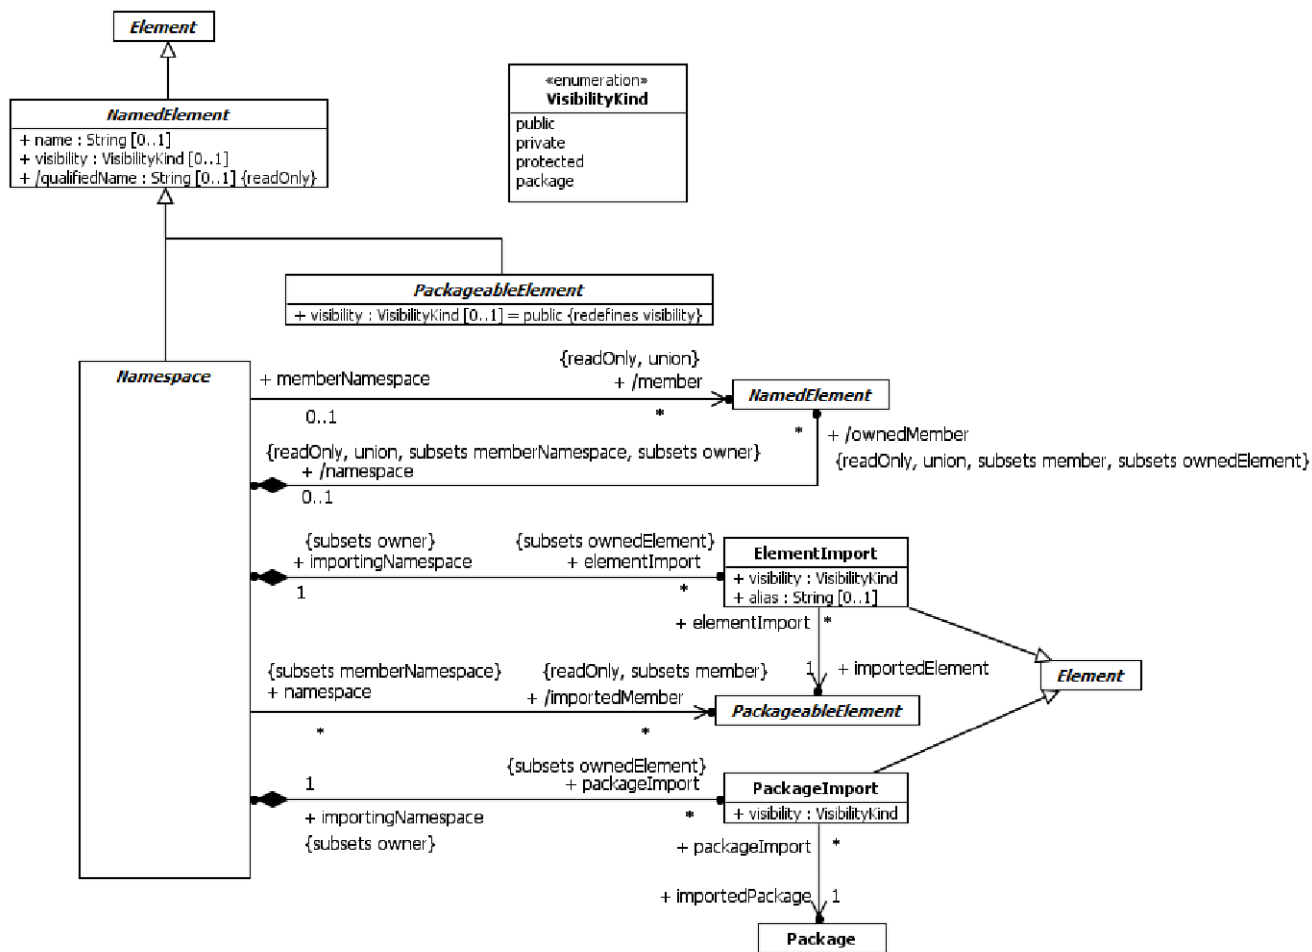 Element
NamedElement
+ name : String [0..1]
+ visibility : VisibilityKind [0..1]
+ /qualifiedName : String [0..1] {readOnly}
«enumeration»
VisibilityKind
public
private
protected
package
PackageableElement
+ visibility : VisibilityKind [0..1] = public {redefines visibility}
Namespace
+ memberNamespace
0..1
{readOnly, union}
+ /member
*
NamedElement
*
+ /ownedMember
{readOnly, union, subsets member, subsets ownedElement}
{readOnly, union, subsets memberNamespace, subsets owner}
+ /namespace
0..1
{subsets owner}
+ importingNamespace
1
{subsets ownedElement}
+ elementImport
*
ElementImport
+ visibility : VisibilityKind
+ alias : String [0..1]
+ elementImport
*
1
+ importedElement
Element
{subsets memberNamespace}
+ namespace
*
{readOnly, subsets member}
+ /importedMember
*
PackageableElement
1
+ importingNamespace
{subsets owner}
{subsets ownedElement}
+ packageImport
*
PackageImport
+ visibility : VisibilityKind
+ packageImport
*
+ importedPackage
1
Package